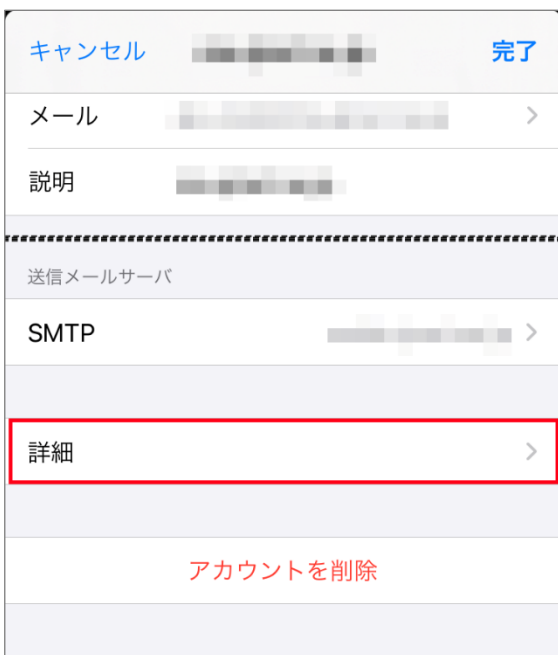 キャンセル 完了
メール
説明
送信メールサーバ
SMTP
詳細
アカウントを削除